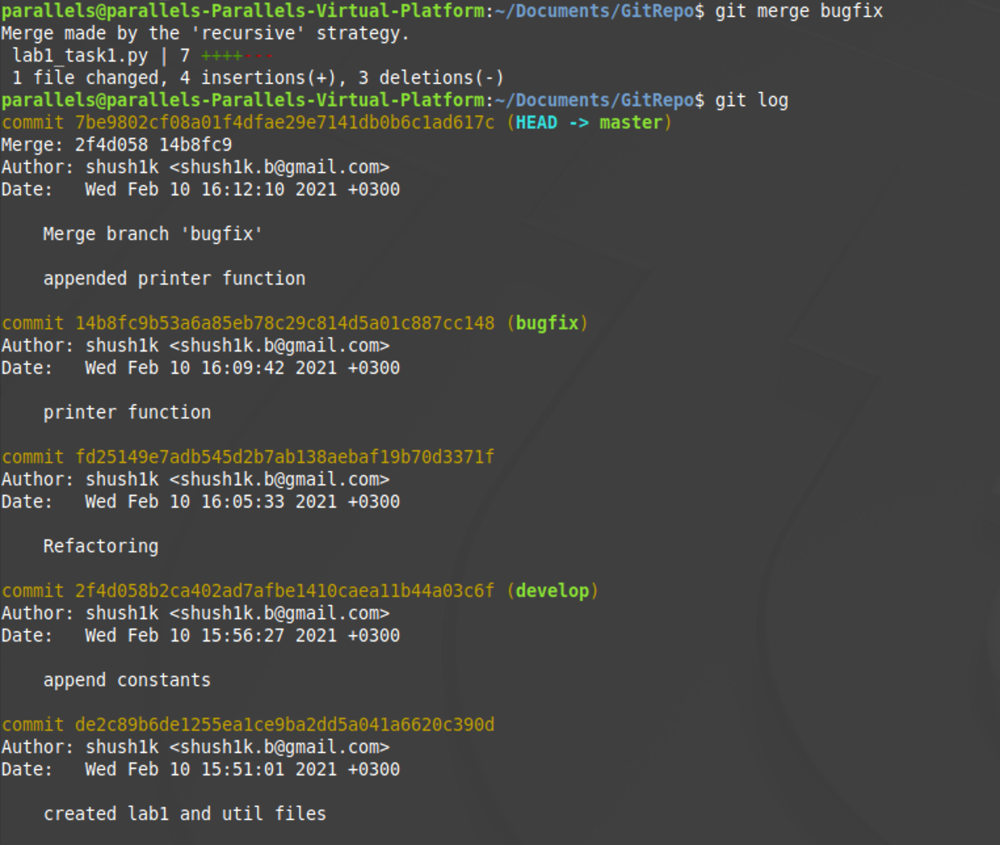 parallels@parallels-Parallels-Virtual-Platform:~/Documents/GitRepo$ git merge bugfix
Merge made by the 'recursive' strategy.
 lab1_task1.py | 7 ++++---
 1 file changed, 4 insertions(+), 3 deletions(-)
parallels@parallels-Parallels-Virtual-Platform:~/Documents/GitRepo$ git log
commit 7be9802cf08a01f4dfae29e7141db0b6c1ad617c (HEAD -> master)
Merge: 2f4d058 14b8fc9
Author: shush1k <shush1k.b@gmail.com>
Date:   Wed Feb 10 16:12:10 2021 +0300
    Merge branch 'bugfix'
    appended printer function
commit 14b8fc9b53a6a85eb78c29c814d5a01c887cc148 (bugfix)
Author: shush1k <shush1k.b@gmail.com>
Date:   Wed Feb 10 16:09:42 2021 +0300
    printer function
commit fd25149e7adb545d2b7ab138aebaf19b70d3371f
Author: shush1k <shush1k.b@gmail.com>
Date:   Wed Feb 10 16:05:33 2021 +0300
    Refactoring
commit 2f4d058b2ca402ad7afbe1410caea11b44a03c6f (develop)
Author: shush1k <shush1k.b@gmail.com>
Date:   Wed Feb 10 15:56:27 2021 +0300
    append constants
commit de2c89b6de1255ea1ce9ba2dd5a041a6620c390d
Author: shush1k <shush1k.b@gmail.com>
Date:   Wed Feb 10 15:51:01 2021 +0300
    created lab1 and util files